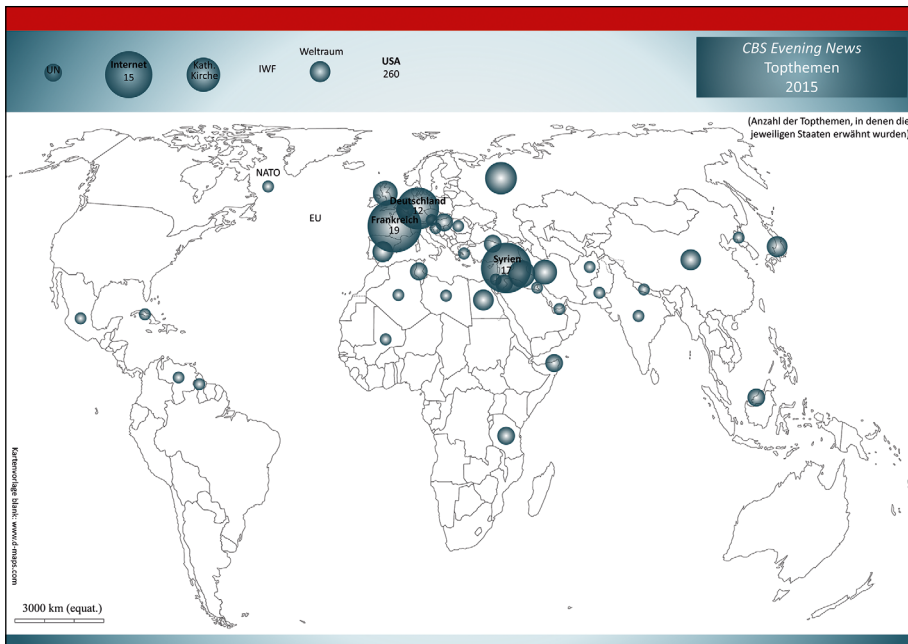 UN
Internet
15
Kath.
Kirche
IWF
Weltraum
USA
260
CBS Evening News
Topthemen
2015
(Anzahl der Topthemen, in denen die
jeweiligen Staaten erwähnt wurden)
NATO
EU
Deutschland
12
Frankreich
19
Syrien
17
Kartenvorlage blank: www.d-maps.com
3000 km (equat.)